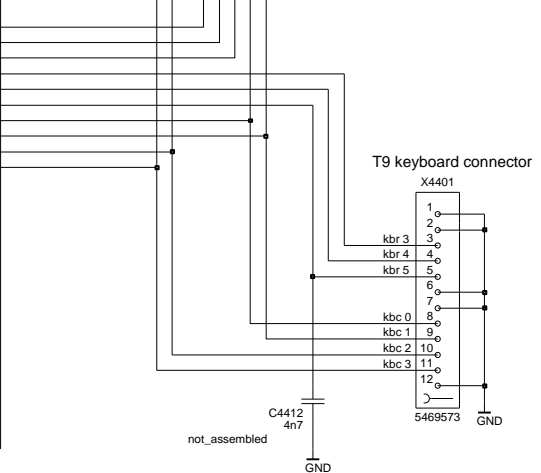 T9 keyboard connector
X4401
1
2
kbr 3 3
kbr 4 4
kbr 5 5
6
7
kbc 0 8
kbc 1 9
kbc 2 10
kbc 3 11
12
C4412
4n7
5469573
GND
not_assembled
GND